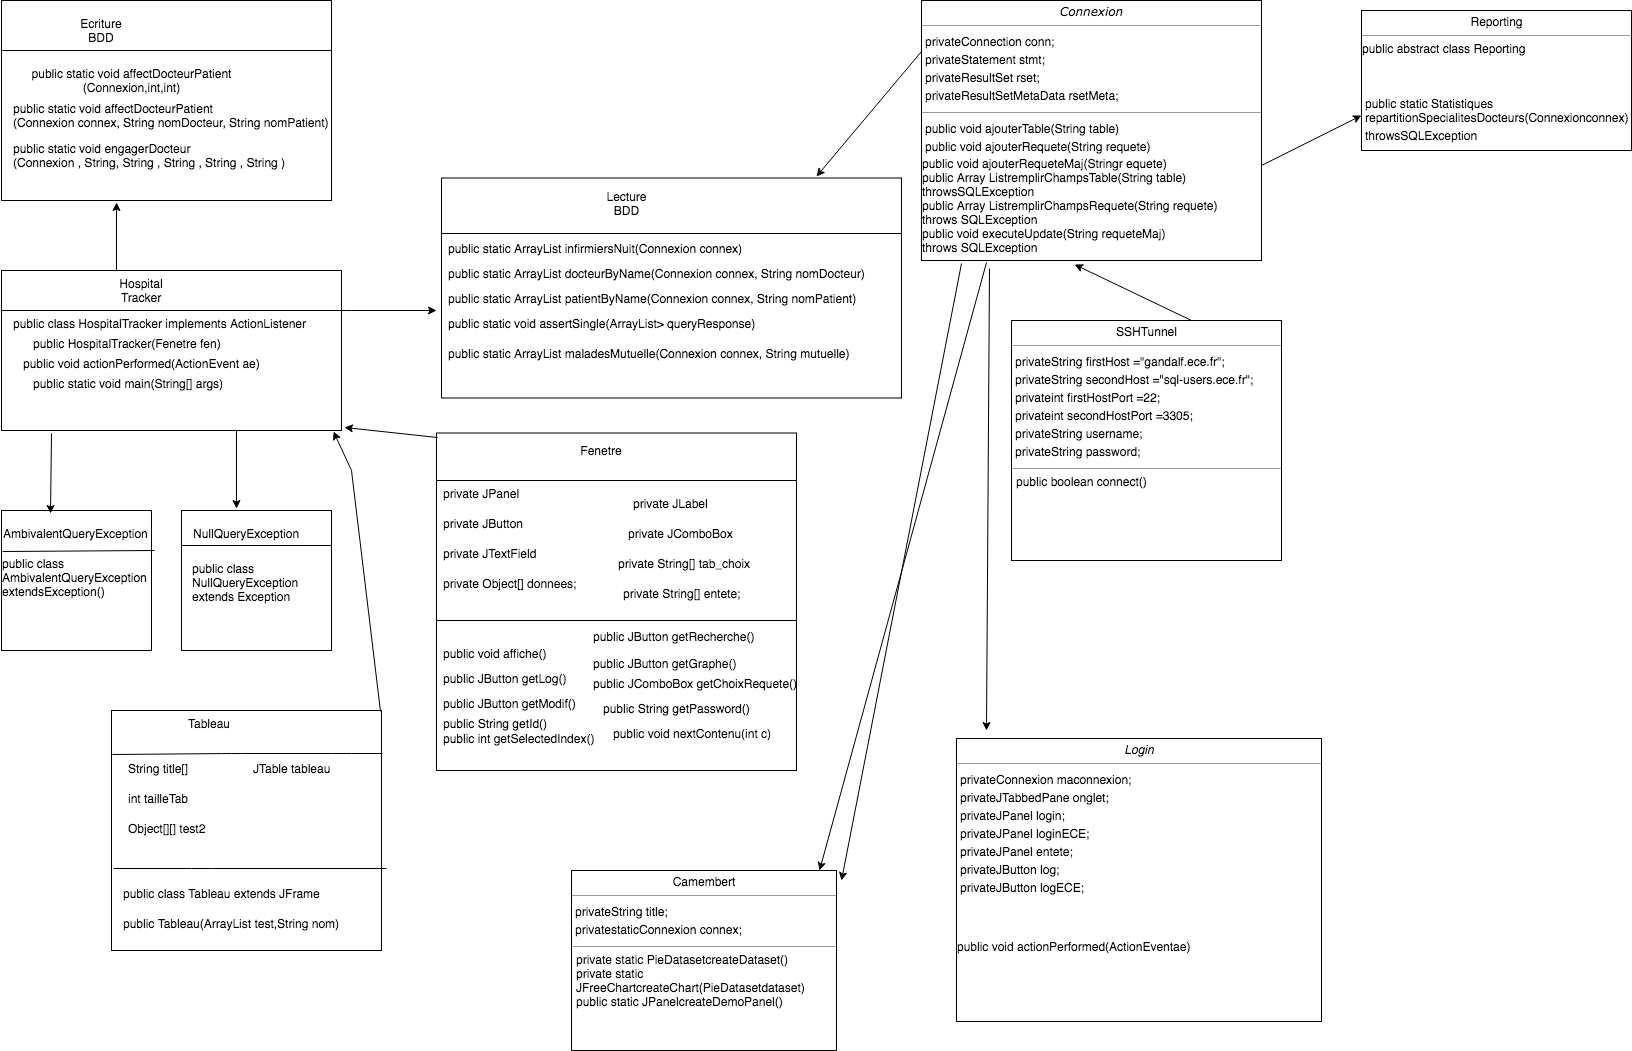 Ecriture
BDD
public static void affectDocteurPatient
(Connexion,int,int)
public static void affectDocteurPatient
(Connexion connex, String nomDocteur, String nomPatient)
public static void engagerDocteur
(Connexion , String, String , String , String , String )
Connexion
privateConnection conn;
privateStatement stmt;
privateResultSet rset;
privateResultSetMetaData rsetMeta;
public void ajouterTable(String table)
public void ajouterRequete(String requete)
public void ajouterRequeteMaj(Stringr equete)
public Array ListremplirChampsTable(String table)
throwsSQLException
public Array ListremplirChampsRequete(String requete)
throws SQLException
public void executeUpdate(String requeteMaj)
throws SQLException
Reporting
public abstract class Reporting
public static Statistiques
repartitionSpecialitesDocteurs(Connexionconnex)
throwsSQLException
Lecture
BDD
public static ArrayList infirmiersNuit(Connexion connex)
public static ArrayList docteurByName(Connexion connex, String nomDocteur)
public static ArrayList patientByName(Connexion connex, String nomPatient)
public static void assertSingle(ArrayList> queryResponse)
public static ArrayList maladesMutuelle(Connexion connex, String mutuelle)
Hospital
Tracker
public class HospitalTracker implements ActionListener
public HospitalTracker(Fenetre fen)
public void actionPerformed(ActionEvent ae)
public static void main(String[] args)
SSHTunnel
privateString firstHost ="gandalf.ece.fr";
privateString secondHost ="sql-users.ece.fr";
privateint firstHostPort =22;
privateint secondHostPort =3305;
privateString username;
privateString password;
public boolean connect()
AmbivalentQueryException
public class
AmbivalentQueryException
extendsException()
NullQueryException
public class
NullQueryException
extends Exception
Fenetre
private JPanel
private JLabel
private JButton
private JComboBox
private JTextField
private String[] tab_choix
private Object[] donnees;
private String[] entete;
public JButton getRecherche()
public void affiche()
public JButton getGraphe()
public JButton getLog()
public JComboBox getChoixRequete()
public JButton getModif()
public String getPassword()
public String getId()
public int getSelectedIndex()
public void nextContenu(int c)
Tableau
String title[]
JTable tableau
int tailleTab
Object[][] test2
public class Tableau extends JFrame
public Tableau(ArrayList test,String nom)
Camembert
privateString title;
privatestaticConnexion connex;
private static PieDatasetcreateDataset()
private static
JFreeChartcreateChart(PieDatasetdataset)
public static JPanelcreateDemoPanel()
Login
privateConnexion maconnexion;
privateJTabbedPane onglet;
privateJPanel login;
privateJPanel loginECE;
privateJPanel entete;
privateJButton log;
privateJButton logECE;
public void actionPerformed(ActionEventae)